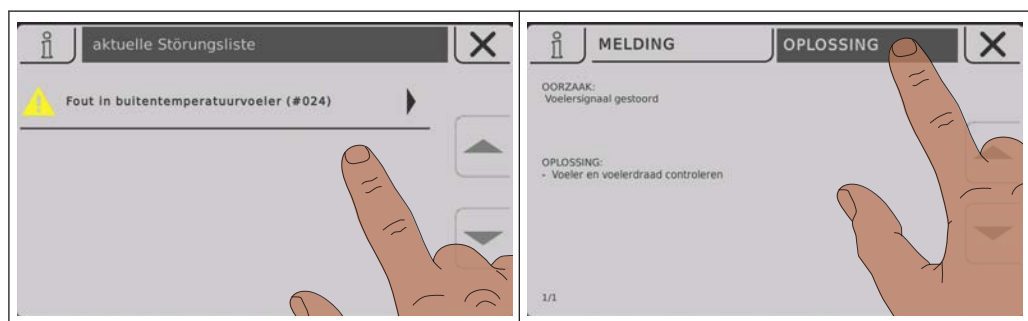 aktuelle Störungsliste
Fout in buitentemperatuurvoeler (#024)
MELDING
OPLOSSING
OORZAAK:
Voelersignaal gestoord
OPLOSSING:
- Voeler en voelerdraad controleren
1/1